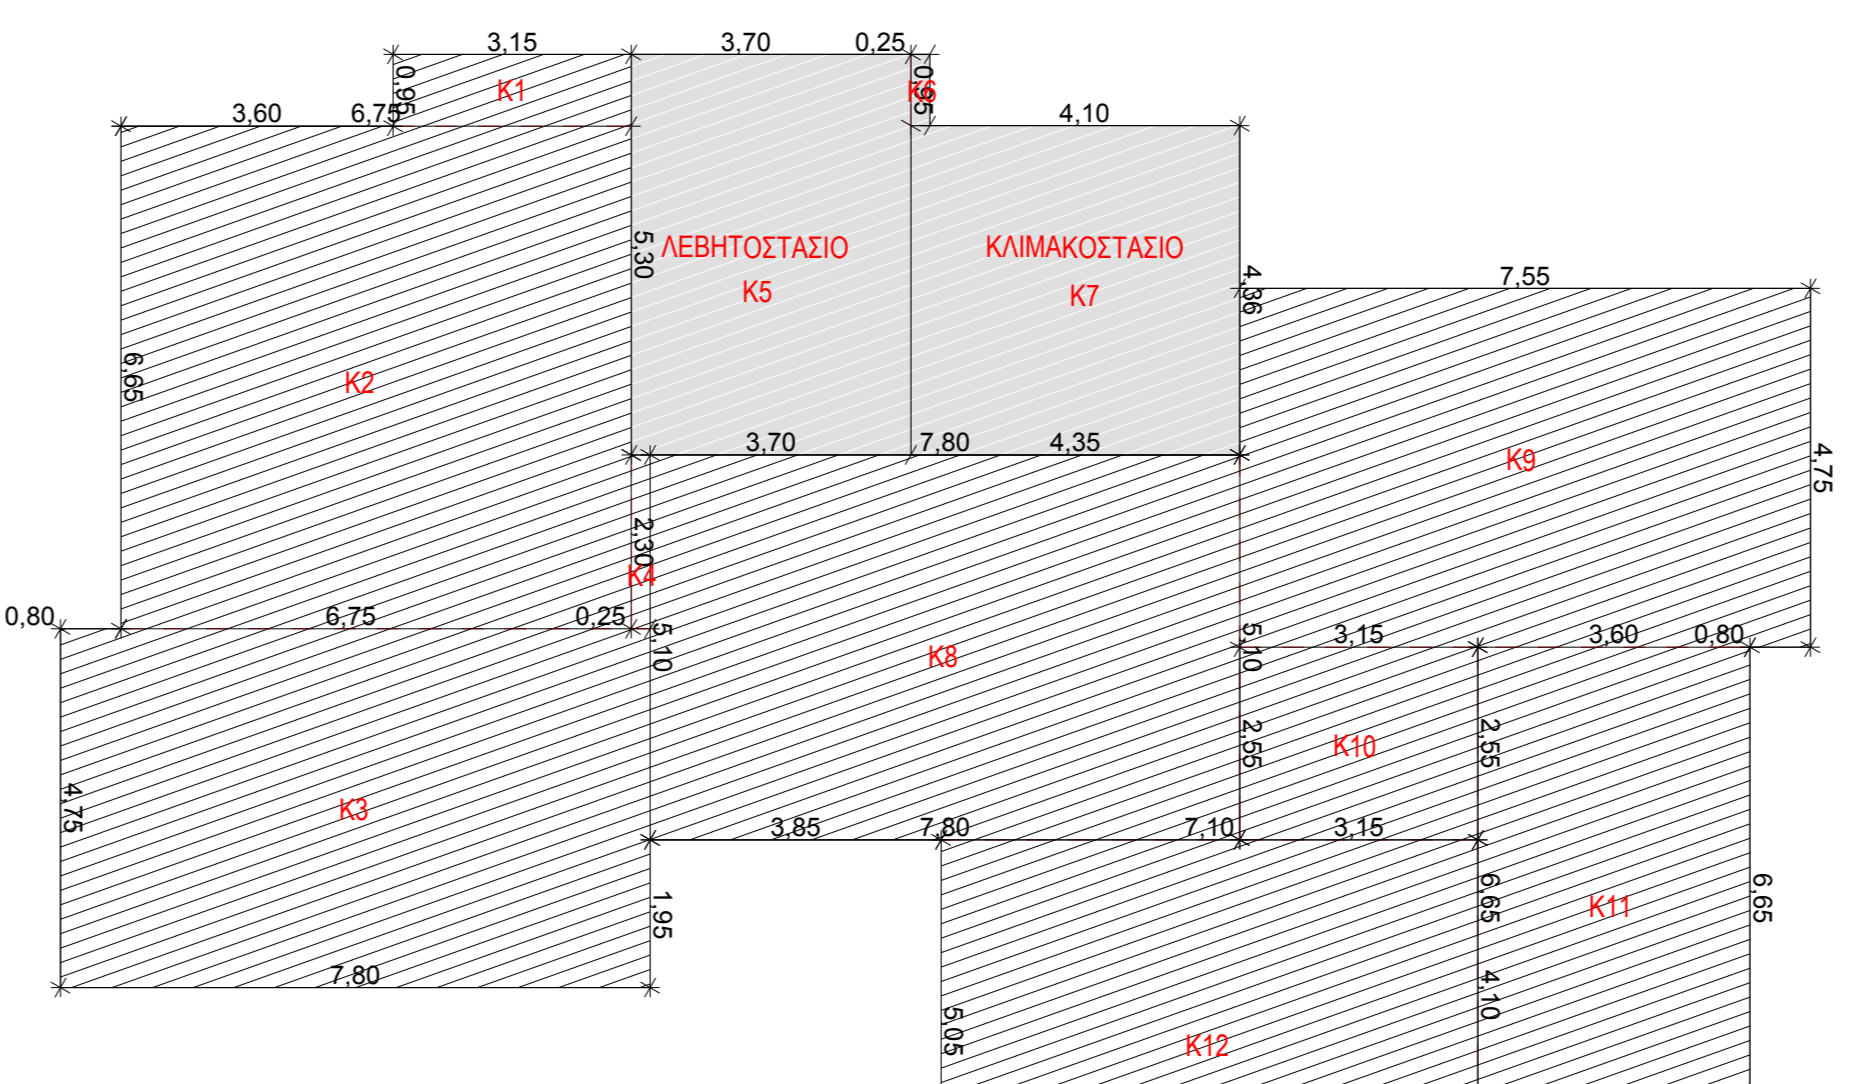 3,15 3,70 0,25
0,95 K1 0,95 K6
3,60 6,75 4,10
5,30 ΛΕΒΗΤΟΣΤΑΣΙΟ ΚΛΙΜΑΚΟΣΤΑΣΙΟ
K5 K7 4,36 7,55
6,65 K2
3,70 7,80 4,35 K9 4,75
2,30
K4
0,80 6,75 0,25
5,10 K8 5,10 3,15 3,60 0,80
2,55 K10 2,55
4,75 K3
3,85 7,80 7,10 3,15
1,95 6,65 K11 6,65
7,80 4,10
5,05 K12